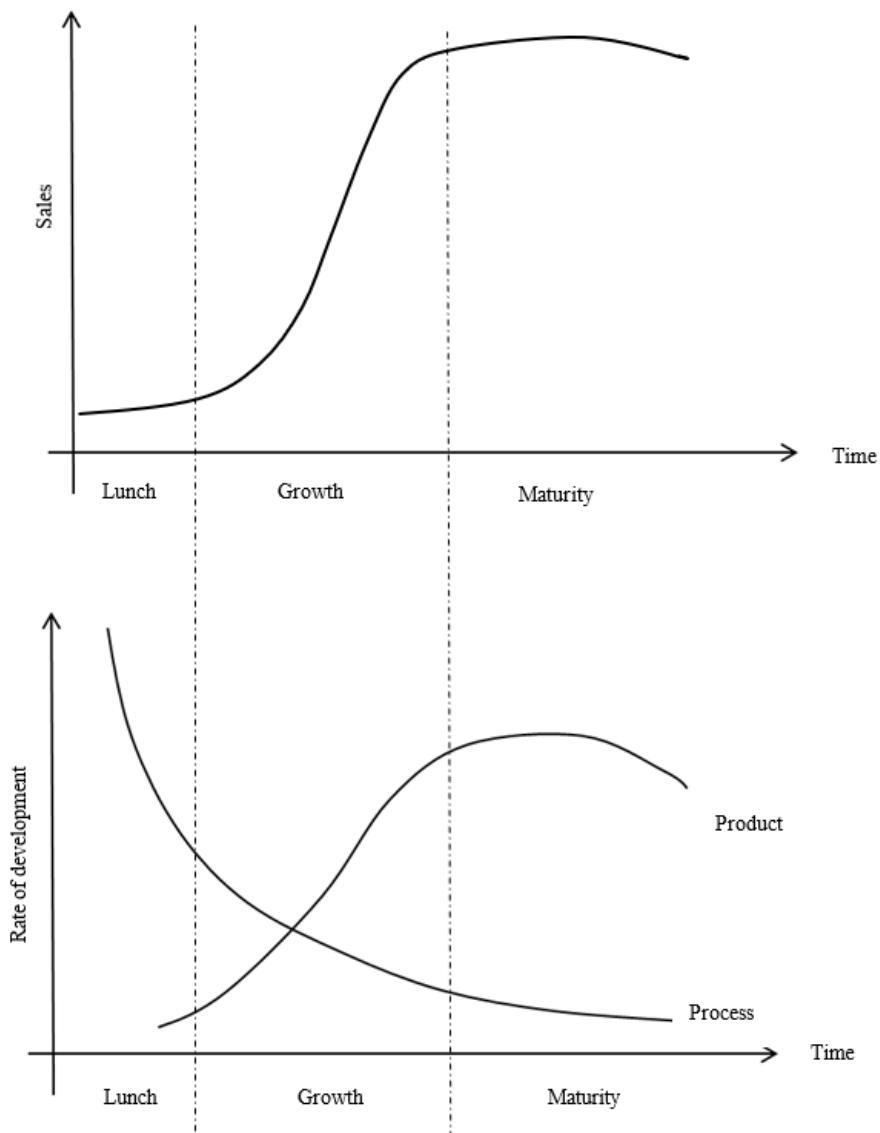 Sales
Time
Lunch
Growth
Maturity
Rate of development
Product
Process
Time
Lunch
Growth
Maturity